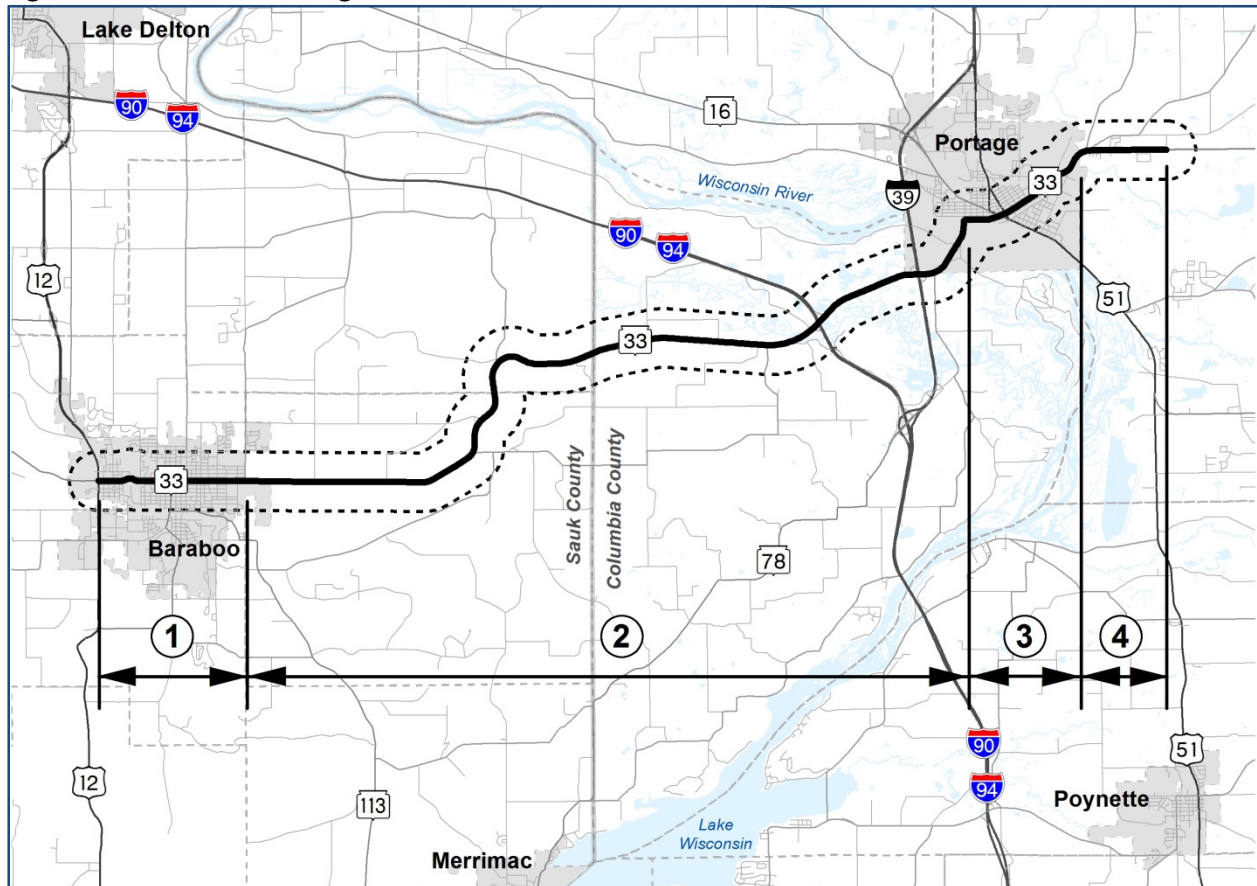 Lake Delton
90
94
16
Portage
33
Wisconsin River
39
12
90
94
51
33
33
Baraboo
Sauk County
Columbia County
78
1
2
3
4
90
94
51
12
113
Poynette
Lake
Wisconsin
Merrimac